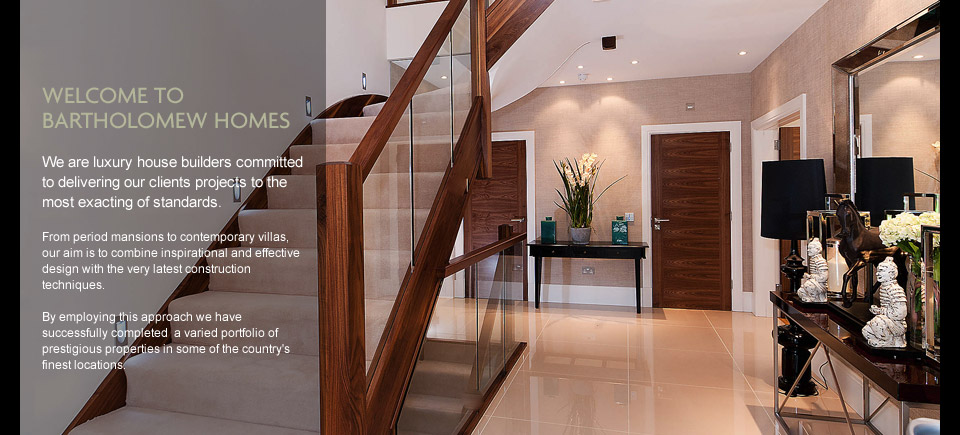 WELCOME TO
BARTHOLOMEW HOMES
We are luxury house builders committed
to delivering our clients projects to the
most exacting of standards.
From period mansions to contemporary villas,
our aim is to combine inspirational and effective
design with the very latest construction
techniques.
By employing this approach we have
successfully completed a varied portfolio of
prestigious properties in some of the country's
finest locations.